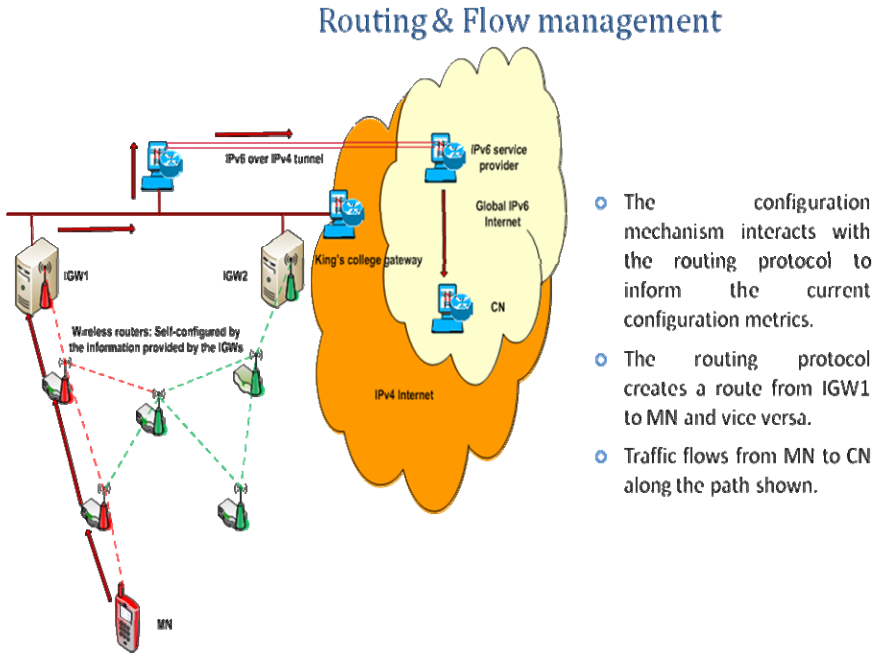 Routing & Flow management
IPv6 over IPv4 tunnel
IPv6 service
provider
Global IPv6
Internet
King's college gateway
IGW1
IGW2
CN
Wireless routers: Self-configured by
the information provided by the IGWs
IPv4 Internet
MN
The configuration
mechanism interacts with
the routing protocol to
inform the current
configuration metrics.
The routing protocol
creates a route from IGW1
to MN and vice versa.
Traffic flows from MN to CN
along the path shown.